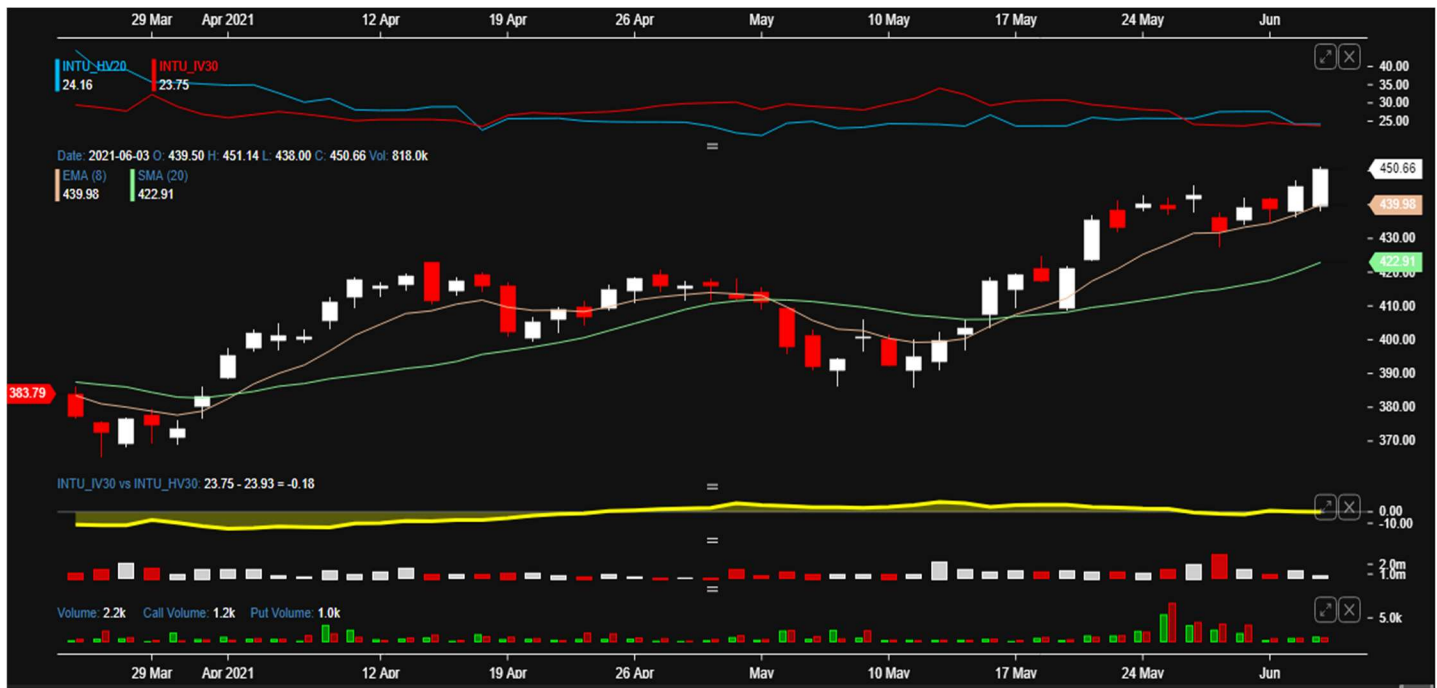 29 Mar Apr 2021 12 Apr 19 Apr 26 Apr May 10 May 17 May 24 May Jun
INTU_HV20 INTU_IV30
24.16 23.75
40.00
35.00
30.00
25.00
Date: 2021-06-03 O: 439.50 H: 451.14 L: 438.00 C: 450.66 Vol: 818.0k
EMA (8) SMA (20)
439.98 422.91
450.66
439.98
430.00
422.91
420.00
410.00
400.00
390.00
383.79
380.00
370.00
INTU_IV30 vs INTU_HV30: 23.75 - 23.93 = -0.18
0.00
-10.00
2.0m
1.0m
Volume: 2.2k Call Volume: 1.2k Put Volume: 1.0k
5.0k
29 Mar Apr 2021 12 Apr 19 Apr 26 Apr May 10 May 17 May 24 May Jun